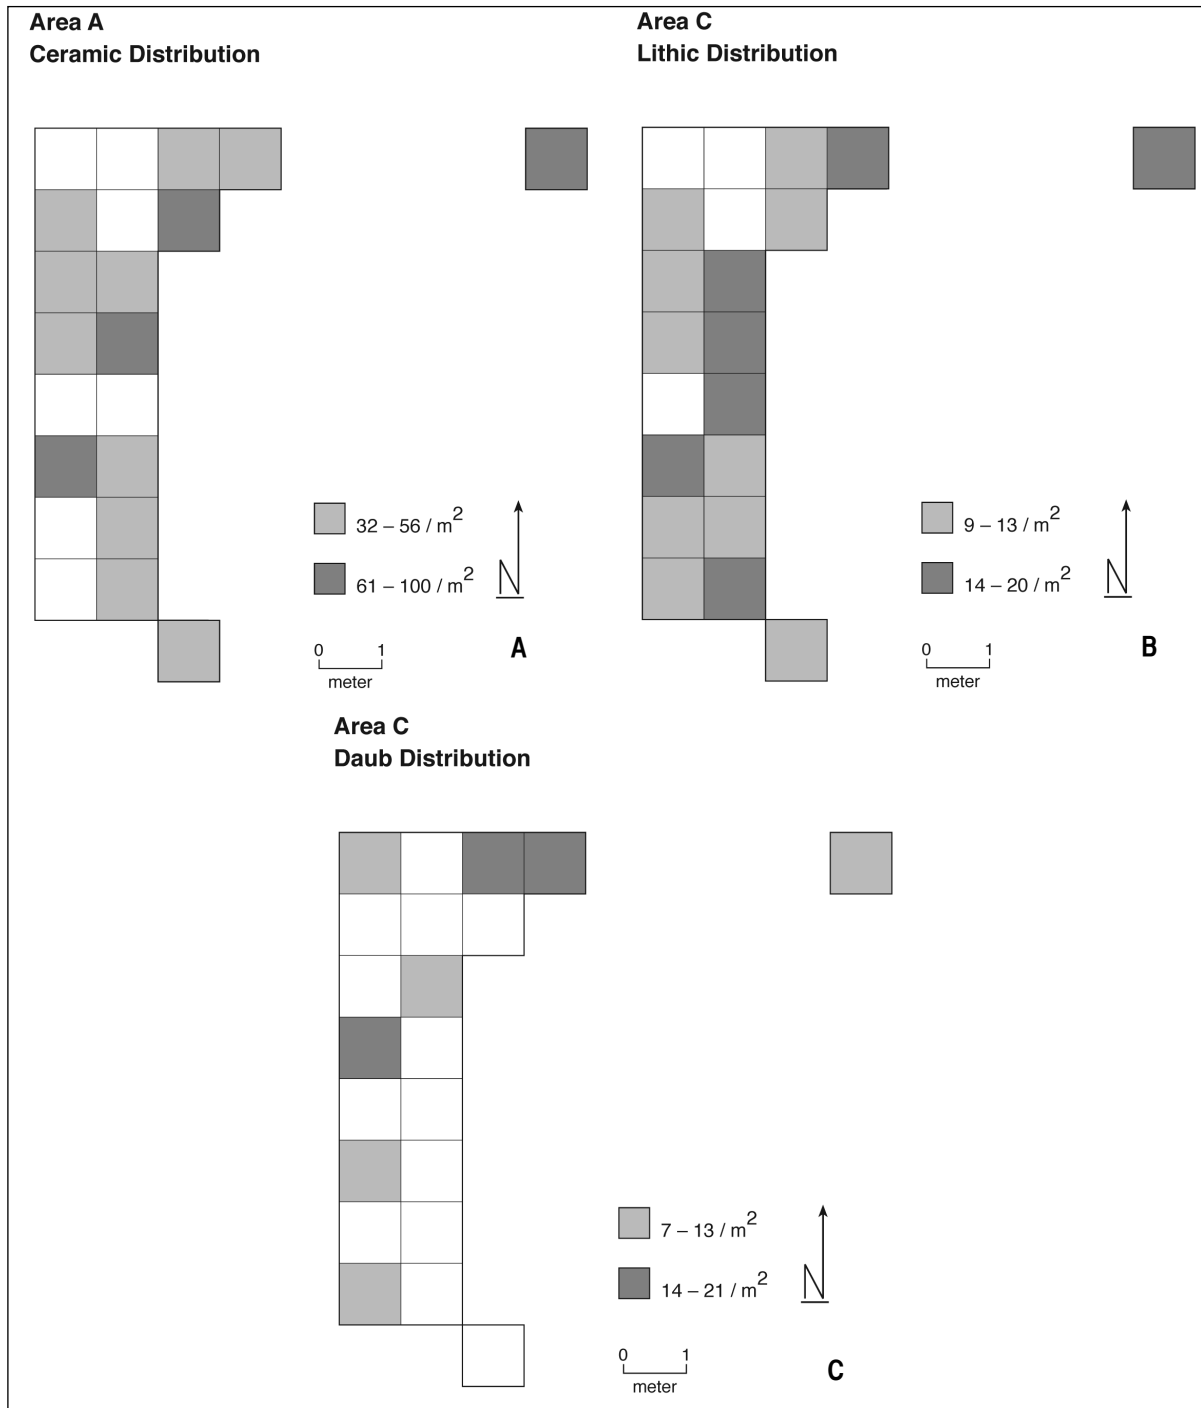 Area A
Ceramic Distribution
32 – 56 / m²
61 – 100 / m²
N
0 1
meter
A
Area C
Lithic Distribution
9 – 13 / m²
14 – 20 / m²
N
0 1
meter
B
Area C
Daub Distribution
7 – 13 / m²
14 – 21 / m²
N
0 1
meter
C